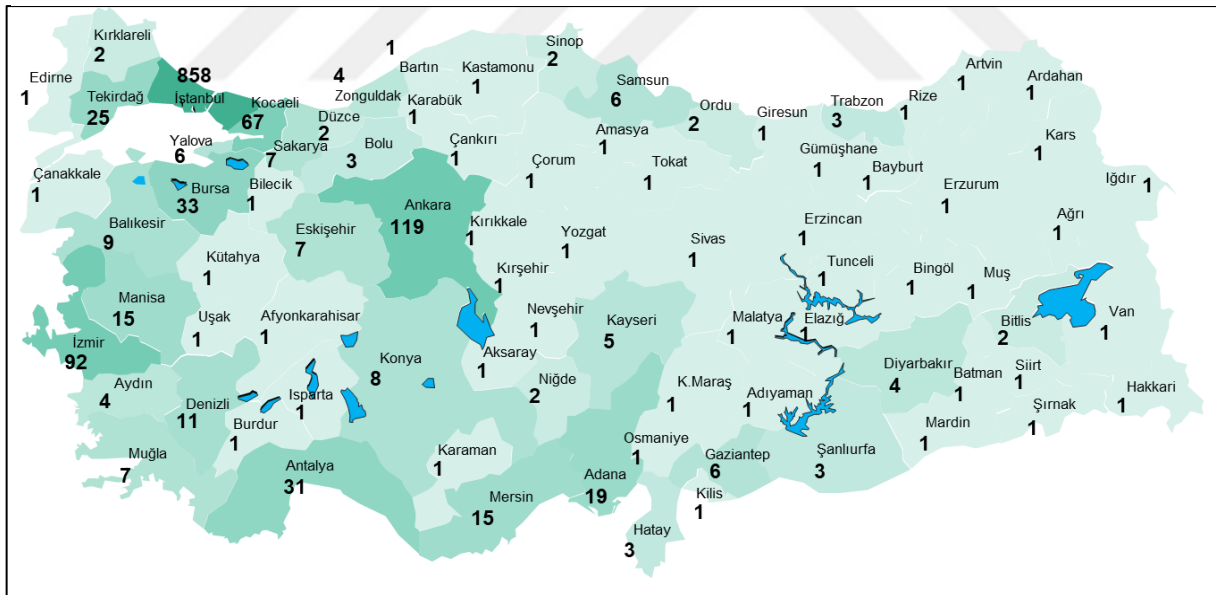 Kırklareli
2
Edirne
1
Tekirdağ
25
858
İstanbul
Kocaeli
67
Yalova
6
Sakarya
7
Düzce
2
4
Zonguldak
1
Bartın
Karabük
1
Kastamonu
1
Sinop
2
Samsun
6
Ordu
2
Giresun
1
Trabzon
3
Rize
1
Artvin
1
Ardahan
1
Kars
1
Iğdır
1
Çanakkale
1
Bursa
33
Bilecik
1
Bolu
3
Çankırı
1
Çorum
1
Amasya
1
Tokat
1
Gümüşhane
1
Bayburt
1
Erzurum
1
Ağrı
1
Balıkesir
9
Kütahya
1
Eskişehir
7
Ankara
119
Kırıkkale
1
Yozgat
1
Sivas
1
Erzincan
1
Tunceli
1
Bingöl
1
Muş
1
Kırşehir
1
Nevşehir
1
Kayseri
5
Malatya
1
Elazığ
1
Bitlis
2
Van
1
Manisa
15
Uşak
1
Afyonkarahisar
1
İzmir
92
Aydın
4
Denizli
11
Burdur
1
Isparta
1
Konya
8
Aksaray
1
Niğde
2
K.Maraş
1
Adıyaman
1
Diyarbakır
4
Batman
1
Siirt
1
Şırnak
1
Hakkari
1
Muğla
7
Antalya
31
Karaman
1
Mersin
15
Adana
19
Osmaniye
1
Gaziantep
6
Kilis
1
Şanlıurfa
3
Mardin
1
Hatay
3